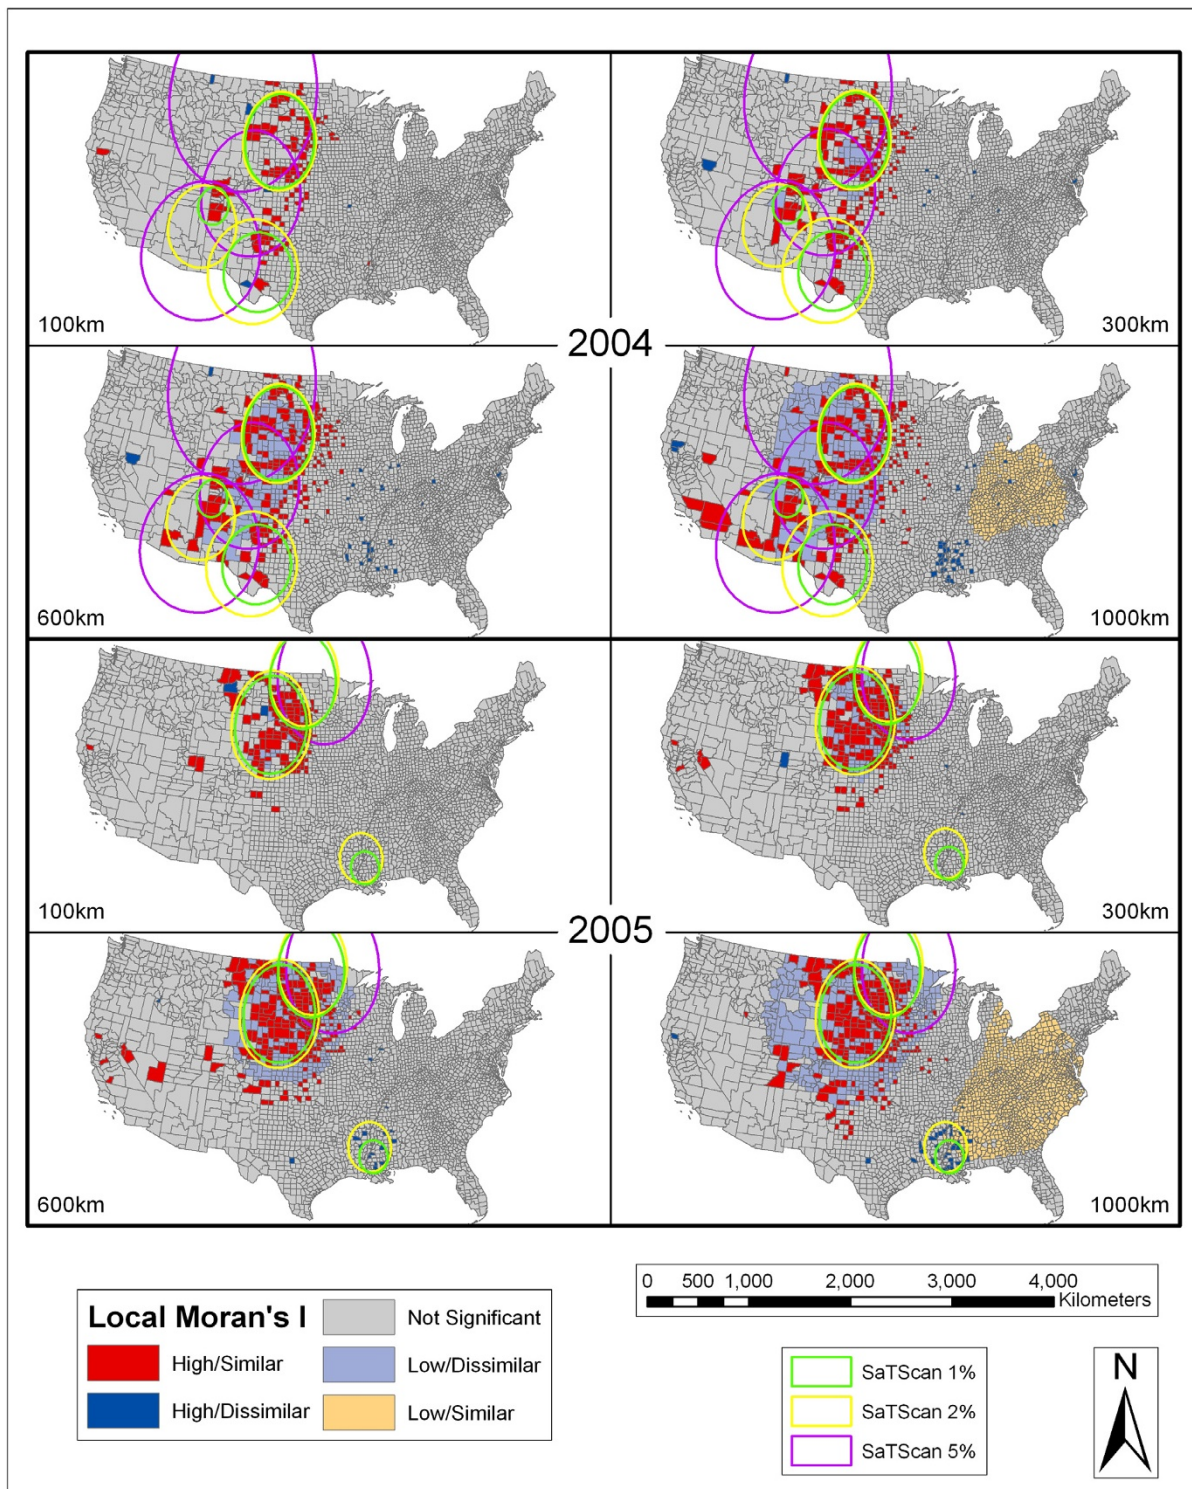 100km
300km
2004
600km
1000km
100km
300km
2005
600km
1000km
0 500 1,000 2,000 3,000 4,000
Kilometers
Local Moran's I
Not Significant
High/Similar
Low/Dissimilar
High/Dissimilar
Low/Similar
SaTScan 1%
SaTScan 2%
SaTScan 5%
N